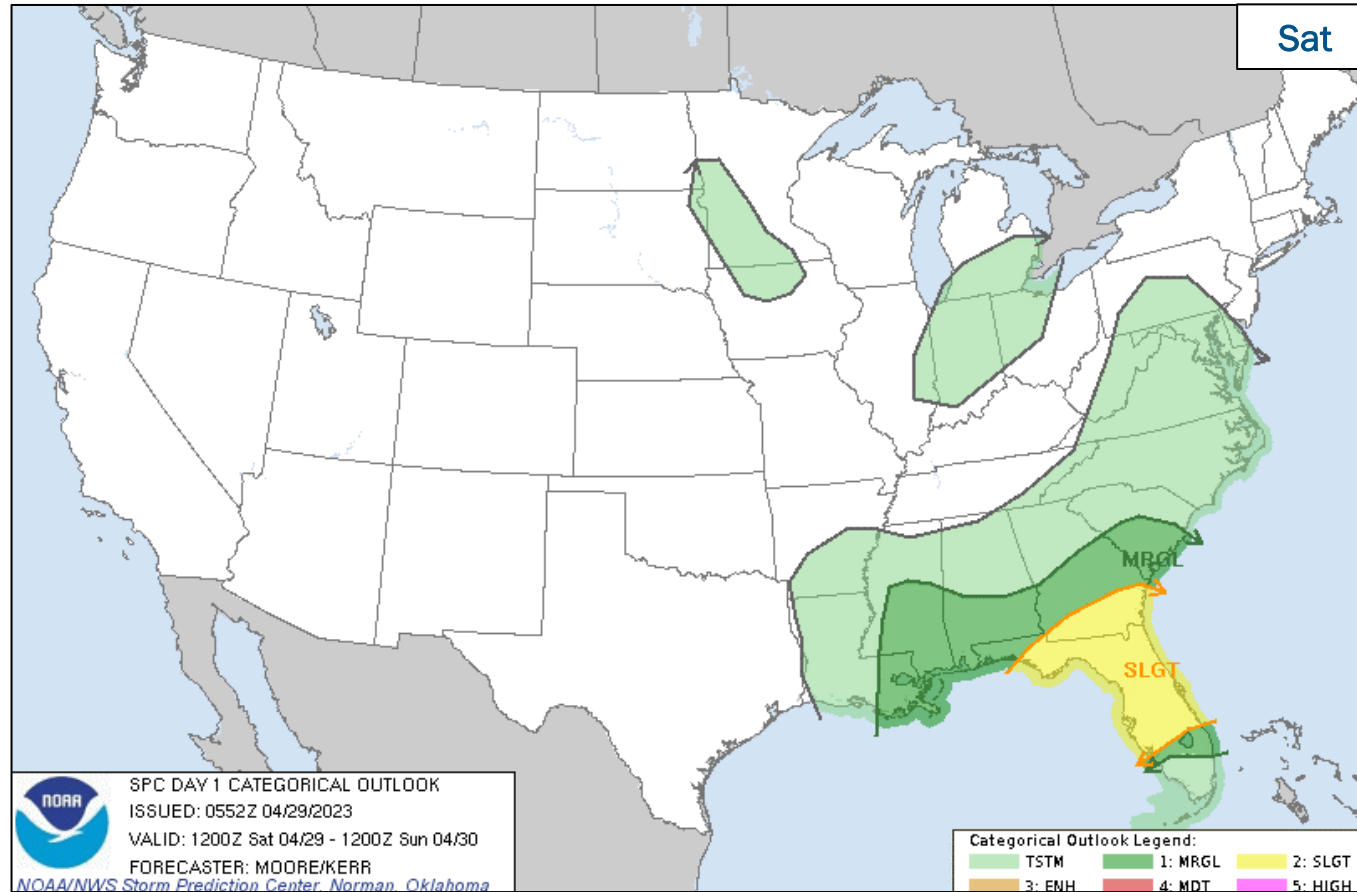 Sat
MRGL
SLGT
NOAA
SPC DAY 1 CATEGORICAL OUTLOOK
ISSUED: 0552Z 04/29/2023
VALID: 1200Z Sat 04/29 - 1200Z Sun 04/30
FORECASTER: MOORE/KERR
NOAA/NWS Storm Prediction Center, Norman, Oklahoma
Categorical Outlook Legend:
TSTM 1: MRGL 2: SLGT
3: ENH 4: MDT 5: HIGH